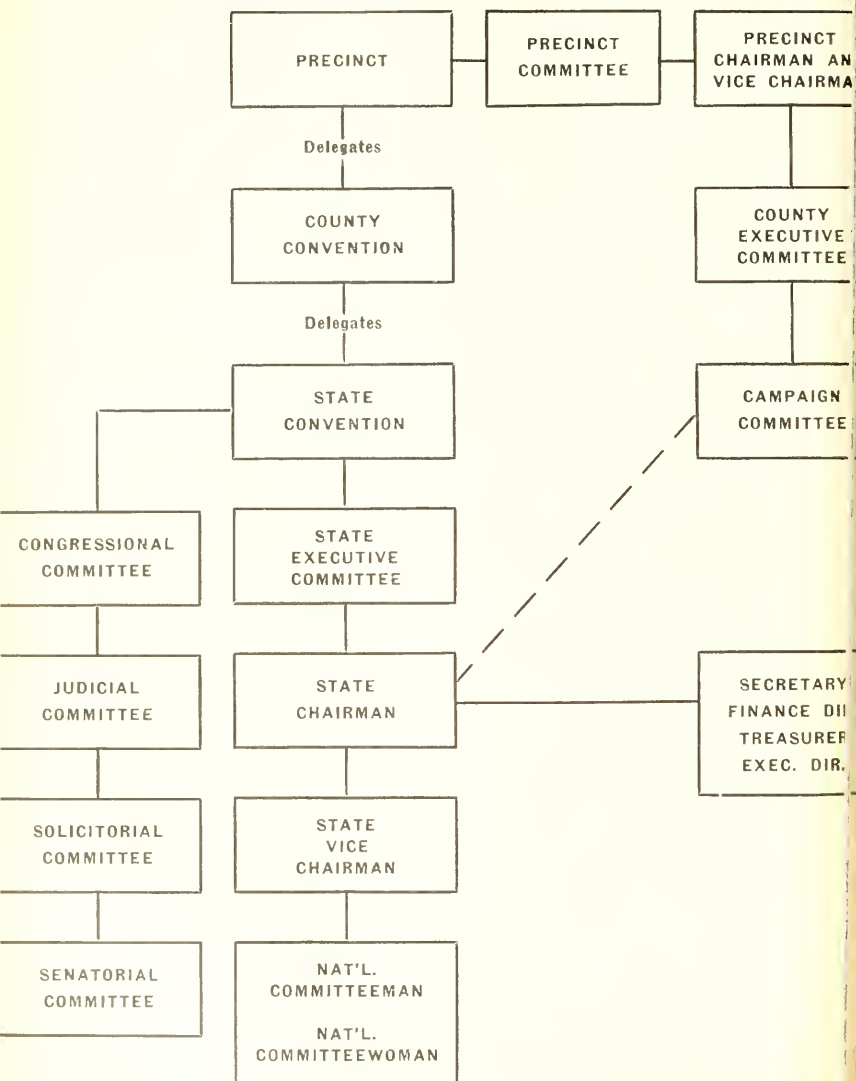 PRECINCT
PRECINCT
COMMITTEE
PRECINCT
CHAIRMAN AN
VICE CHAIRMA
Delegates
COUNTY
CONVENTION
COUNTY
EXECUTIVE
COMMITTEE
Delegates
STATE
CONVENTION
CAMPAIGN
COMMITTEE
CONGRESSIONAL
COMMITTEE
STATE
EXECUTIVE
COMMITTEE
JUDICIAL
COMMITTEE
STATE
CHAIRMAN
SECRETARY
FINANCE DI
TREASURER
EXEC. DIR.
SOLICITORIAL
COMMITTEE
STATE
VICE
CHAIRMAN
SENATORIAL
COMMITTEE
NAT'L.
COMMITTEEMAN
NAT'L.
COMMITTEEWOMAN